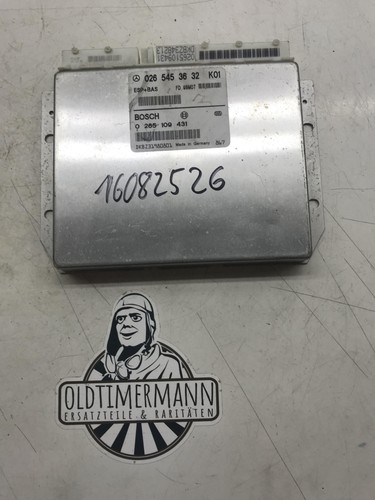 026 545 36 32 K01
ESP+BAS
BOSCH
0 265 109 431
Made in Germany
16082526
OLDTIMERMANN
ERSATZTEILE & RARITÄTEN